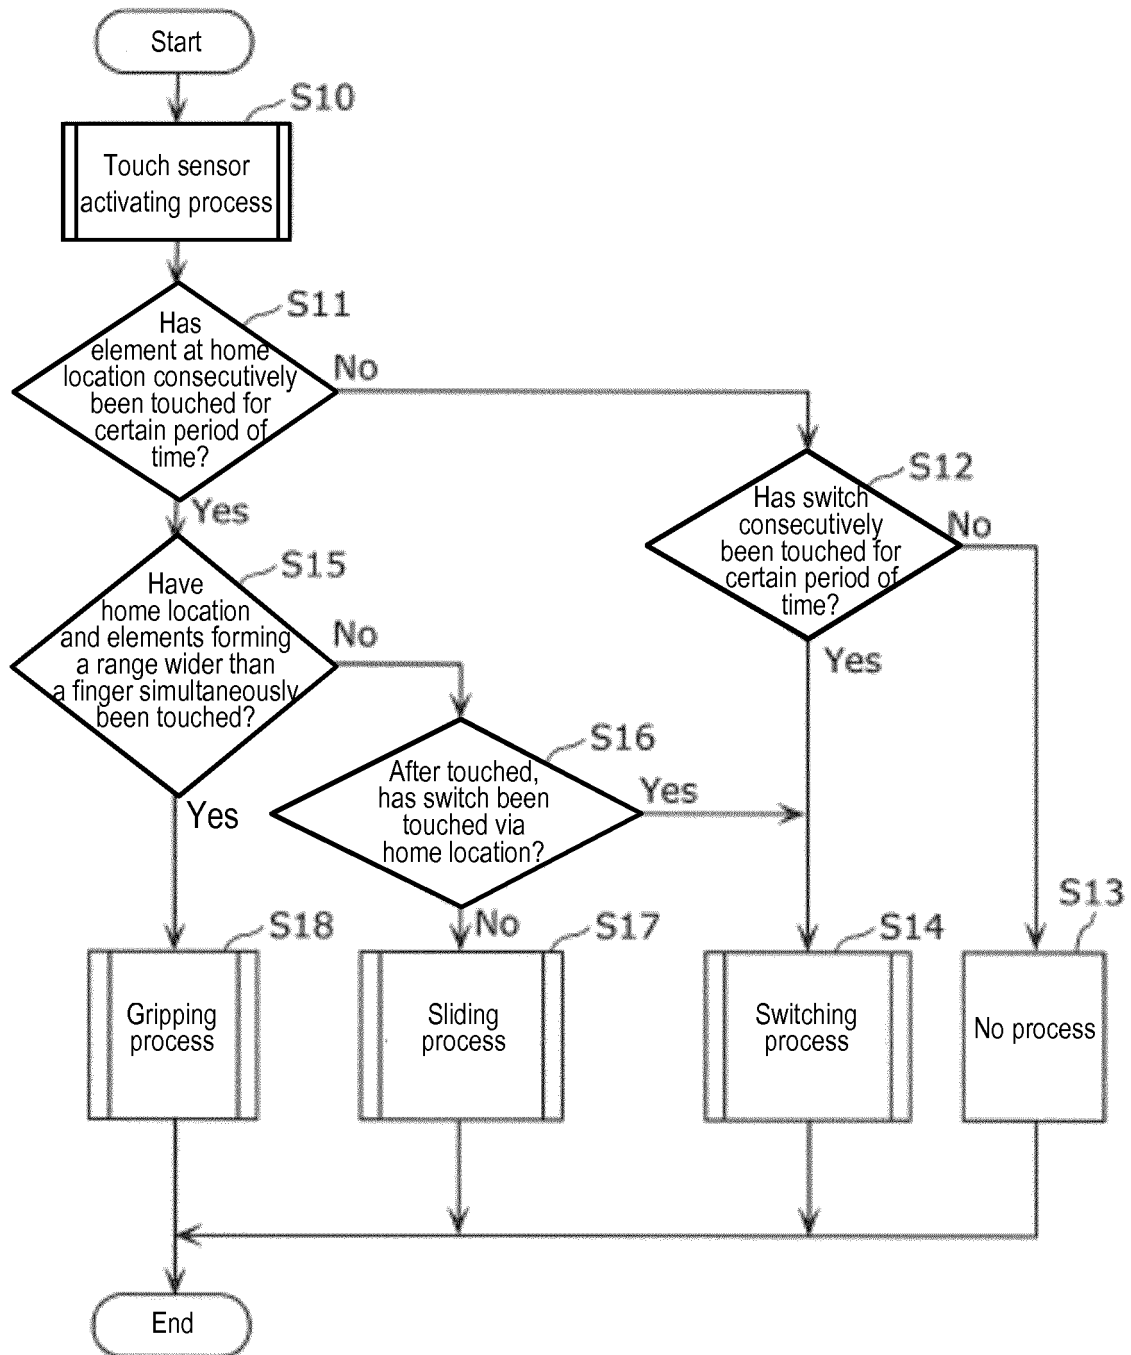 Start
S10
Touch sensor
activating process
S11
Has
element at home
location consecutively
been touched for
certain period of
time?
No
Yes
S12
Has switch
consecutively
been touched for
certain period of
time?
No
Yes
S15
Have
home location
and elements forming
a range wider than
a finger simultaneously
been touched?
No
Yes
S16
After touched,
has switch been
touched via
home location?
Yes
No
S18
Gripping
process
S17
Sliding
process
S14
Switching
process
S13
No process
End